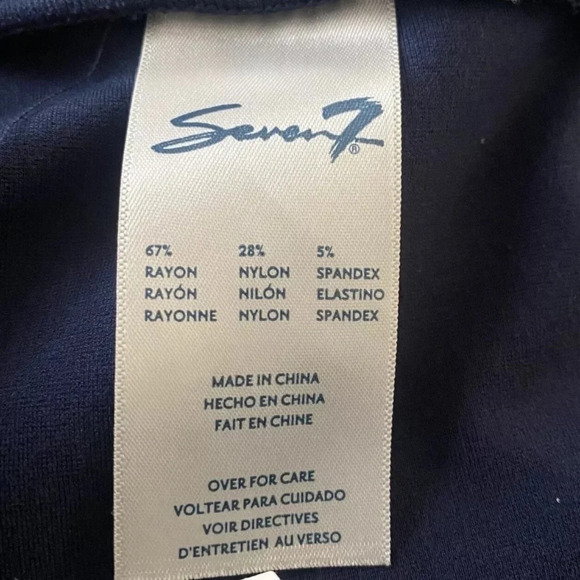 Seven7®
67% 28% 5%
RAYON NYLON SPANDEX
RAYÓN NILÓN ELASTINO
RAYONNE NYLON SPANDEX
MADE IN CHINA
HECHO EN CHINA
FAIT EN CHINE
OVER FOR CARE
VOLTEAR PARA CUIDADO
VOIR DIRECTIVES
D'ENTRETIEN AU VERSO